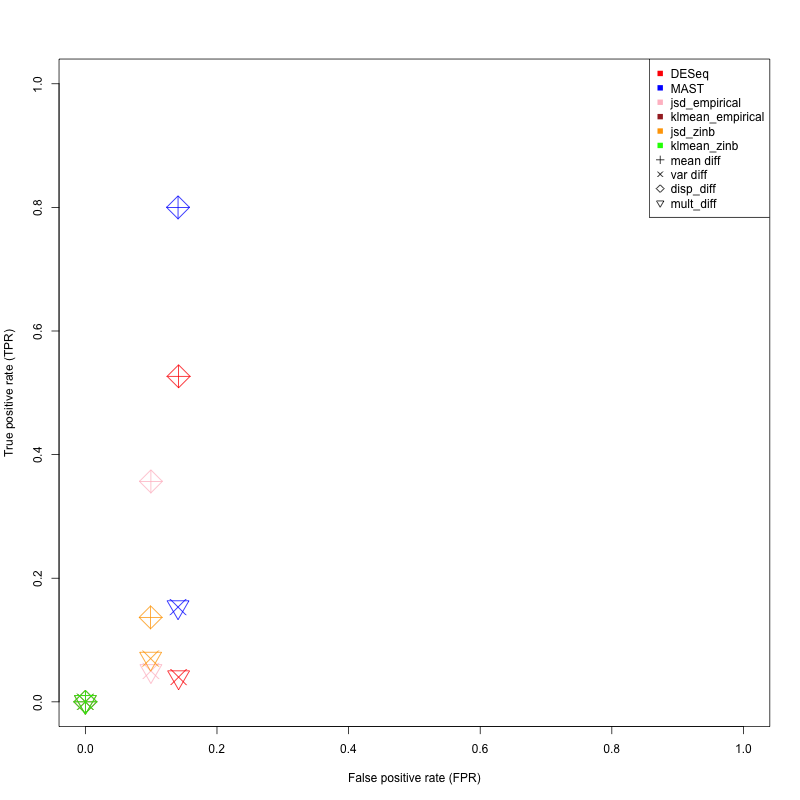 DESeq
MAST
jsd_empirical
klmean_empirical
jsd_zinb
klmean_zinb
mean diff
var diff
disp_diff
mult_diff
1.0
0.8
0.6
0.4
0.2
0.0
True positive rate (TPR)
0.0 0.2 0.4 0.6 0.8 1.0
False positive rate (FPR)